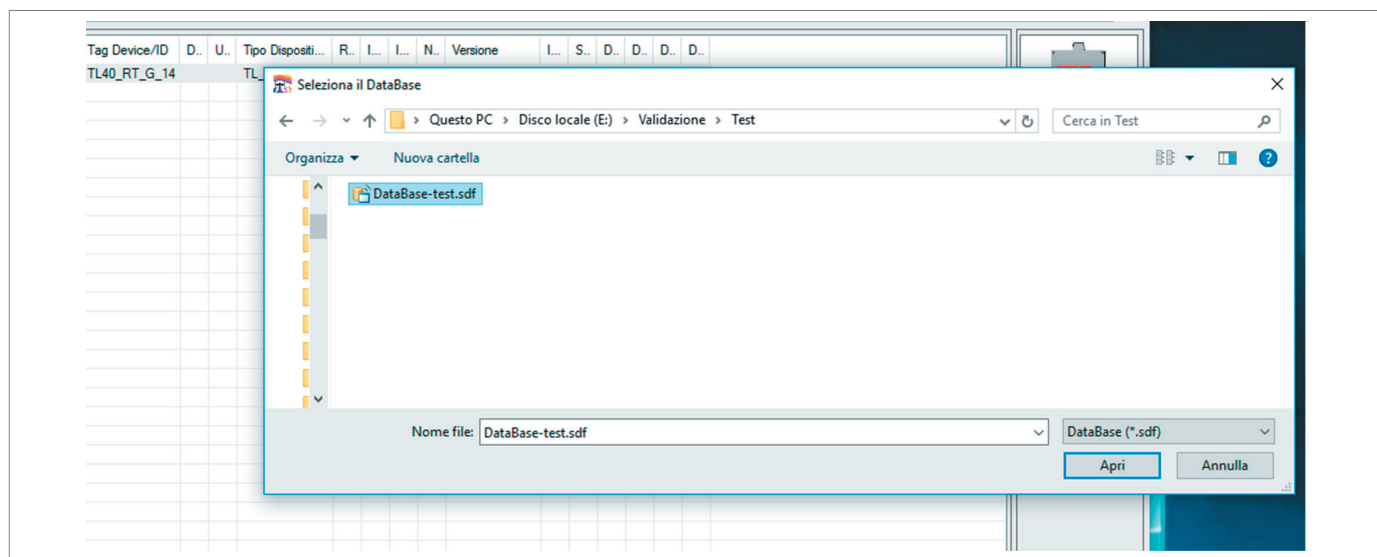 Tag Device/ID D.. U.. Tipo Dispositi... R.. I... I... N.. Versione I... S.. D.. D.. D.. D..
TL40_RT_G_14 TL_
Seleziona il DataBase
Questo PC > Disco locale (E:) > Validazione > Test
Cerca in Test
Organizza Nuova cartella
DataBase-test.sdf
Nome file: DataBase-test.sdf DataBase (*.sdf)
Apri Annulla